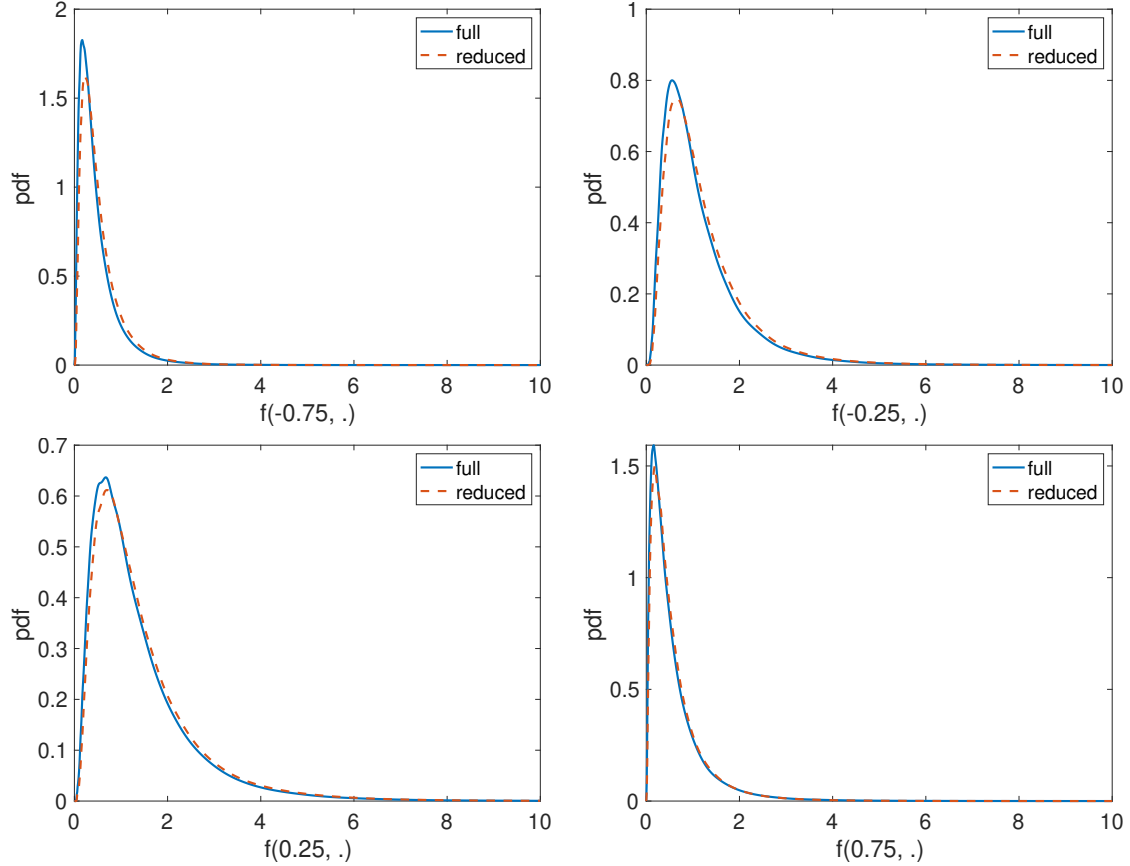 2
1.5
1
0.5
0
pdf
0 2 4 6 8 10
f(-0.75, .)
full
reduced
1
0.8
0.6
0.4
0.2
0
pdf
0 2 4 6 8 10
f(-0.25, .)
full
reduced
0.7
0.6
0.5
0.4
0.3
0.2
0.1
0
pdf
0 2 4 6 8 10
f(0.25, .)
full
reduced
1.5
1
0.5
0
pdf
0 2 4 6 8 10
f(0.75, .)
full
reduced